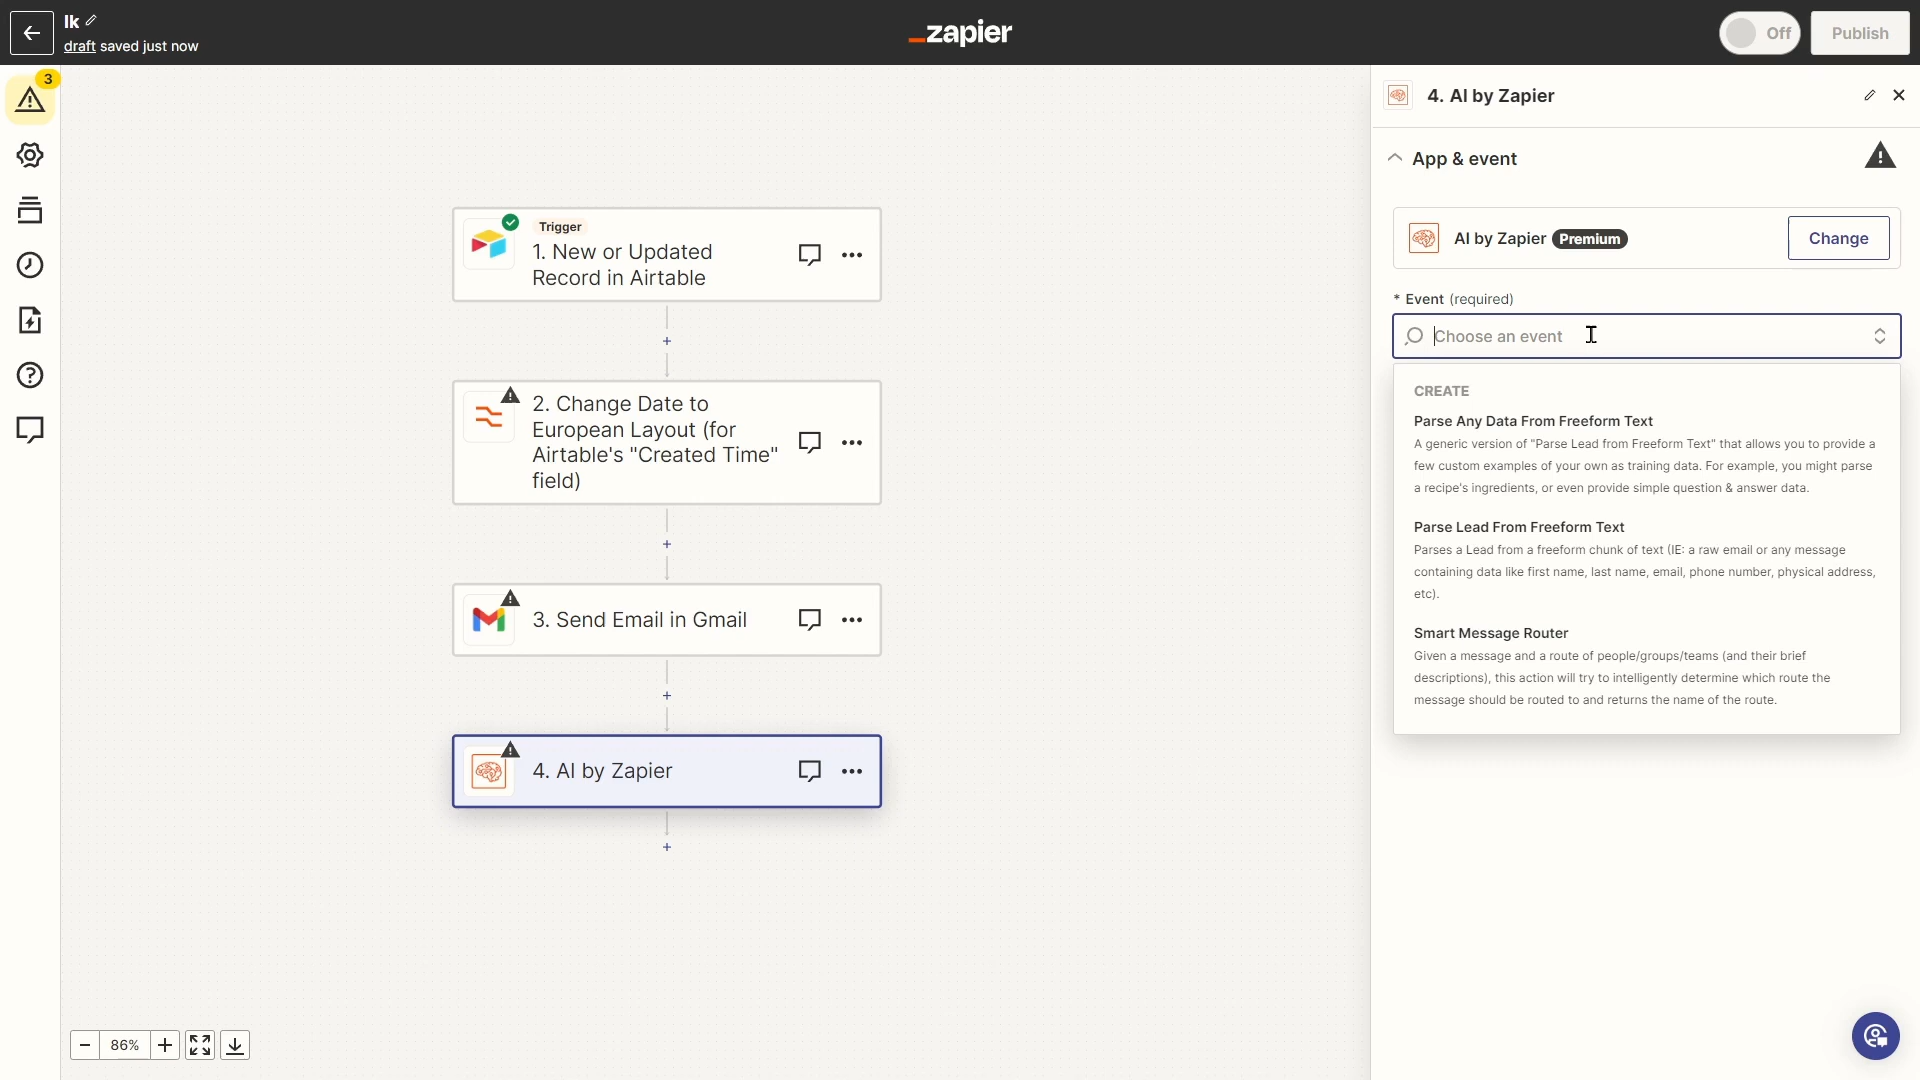 lk
draft saved just now
zapier
Off
Publish
3
4. AI by Zapier
App & event
AI by Zapier Premium
Change
* Event (required)
Choose an event
CREATE
Parse Any Data From Freeform Text
A generic version of "Parse Lead from Freeform Text" that allows you to provide a
few custom examples of your own as training data. For example, you might parse
a recipe's ingredients, or even provide simple question & answer data.
Parse Lead From Freeform Text
Parses a Lead from a freeform chunk of text (IE: a raw email or any message
containing data like first name, last name, email, phone number, physical address,
etc).
Smart Message Router
Given a message and a route of people/groups/teams (and their brief
descriptions), this action will try to intelligently determine which route the
message should be routed to and returns the name of the route.
Trigger
1. New or Updated
Record in Airtable
2. Change Date to
European Layout (for
Airtable's "Created Time"
field)
3. Send Email in Gmail
4. AI by Zapier
86%